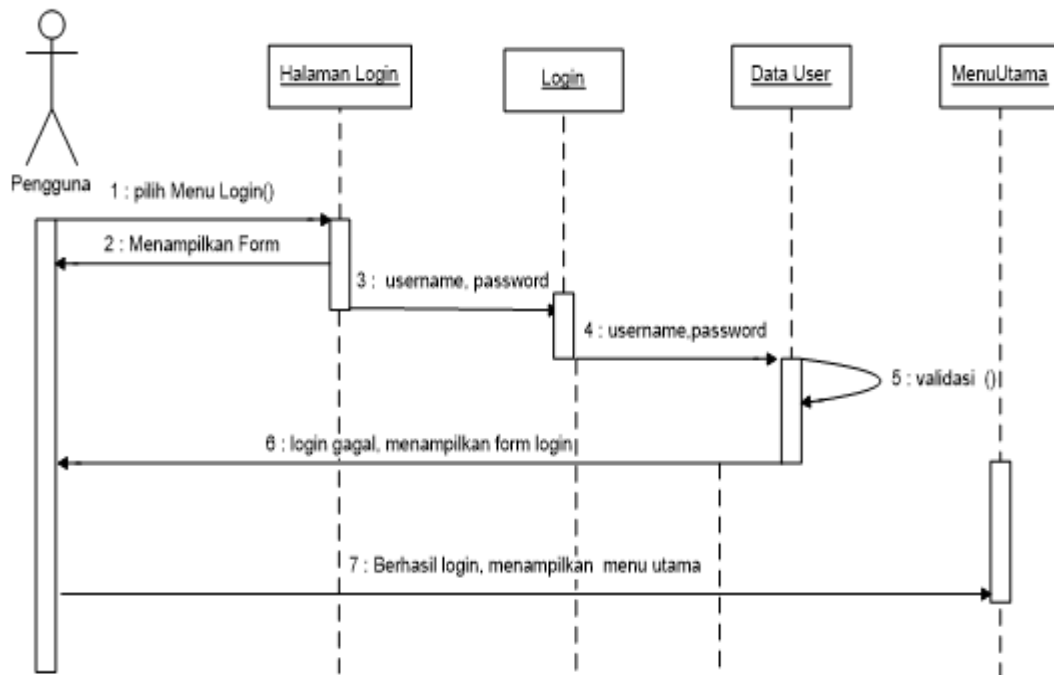 Halaman Login
Login
Data User
MenuUtama
Pengguna
1 : pilih Menu Login()
2 : Menampilkan Form
3 : username, password
4 : username,password
5 : validasi ()
6 : login gagal, menampilkan form login
7 : Berhasil login, menampilkan menu utama